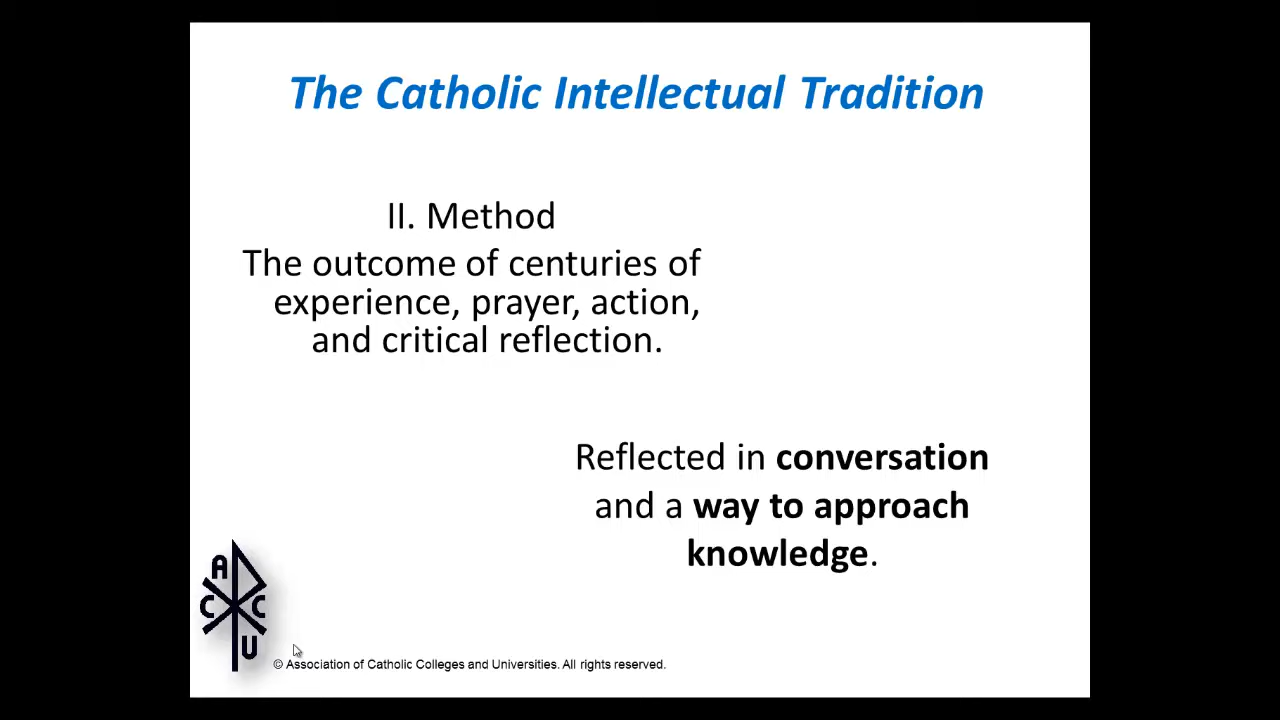 The Catholic Intellectual Tradition
II. Method
The outcome of centuries of
experience, prayer, action,
and critical reflection.
Reflected in conversation
and a way to approach
knowledge.
A
C C
U
© Association of Catholic Colleges and Universities. All rights reserved.